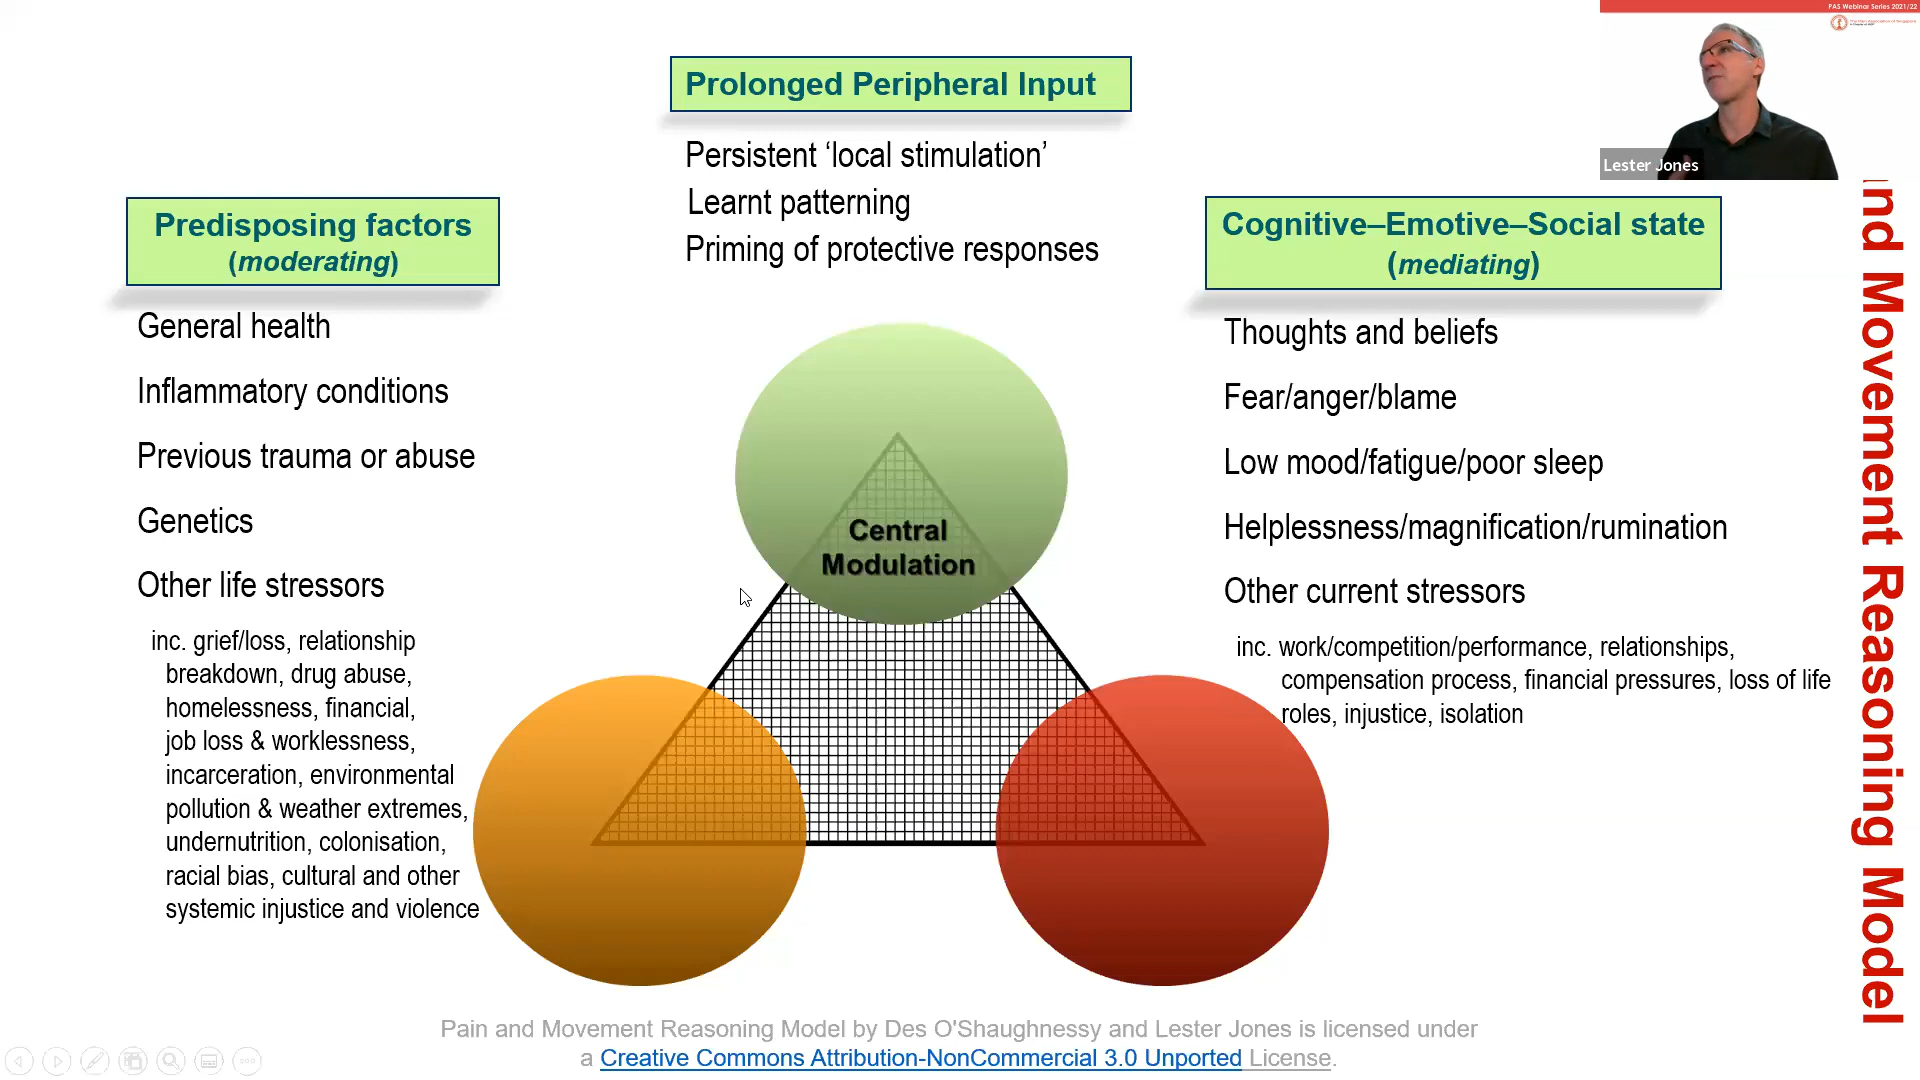 PAS Webinar Series 2021/22
Lester Jones
Prolonged Peripheral Input
Persistent ‘local stimulation’
Learnt patterning
Priming of protective responses
Predisposing factors
(moderating)
General health
Inflammatory conditions
Previous trauma or abuse
Genetics
Other life stressors
inc. grief/loss, relationship
breakdown, drug abuse,
homelessness, financial,
job loss & worklessness,
incarceration, environmental
pollution & weather extremes,
undernutrition, colonisation,
racial bias, cultural and other
systemic injustice and violence
Cognitive–Emotive–Social state
(mediating)
Thoughts and beliefs
Fear/anger/blame
Low mood/fatigue/poor sleep
Helplessness/magnification/rumination
Other current stressors
inc. work/competition/performance, relationships,
compensation process, financial pressures, loss of life
roles, injustice, isolation
Central
Modulation
nd Movement Reasoning Model
Pain and Movement Reasoning Model by Des O'Shaughnessy and Lester Jones is licensed under
a Creative Commons Attribution-NonCommercial 3.0 Unported License.